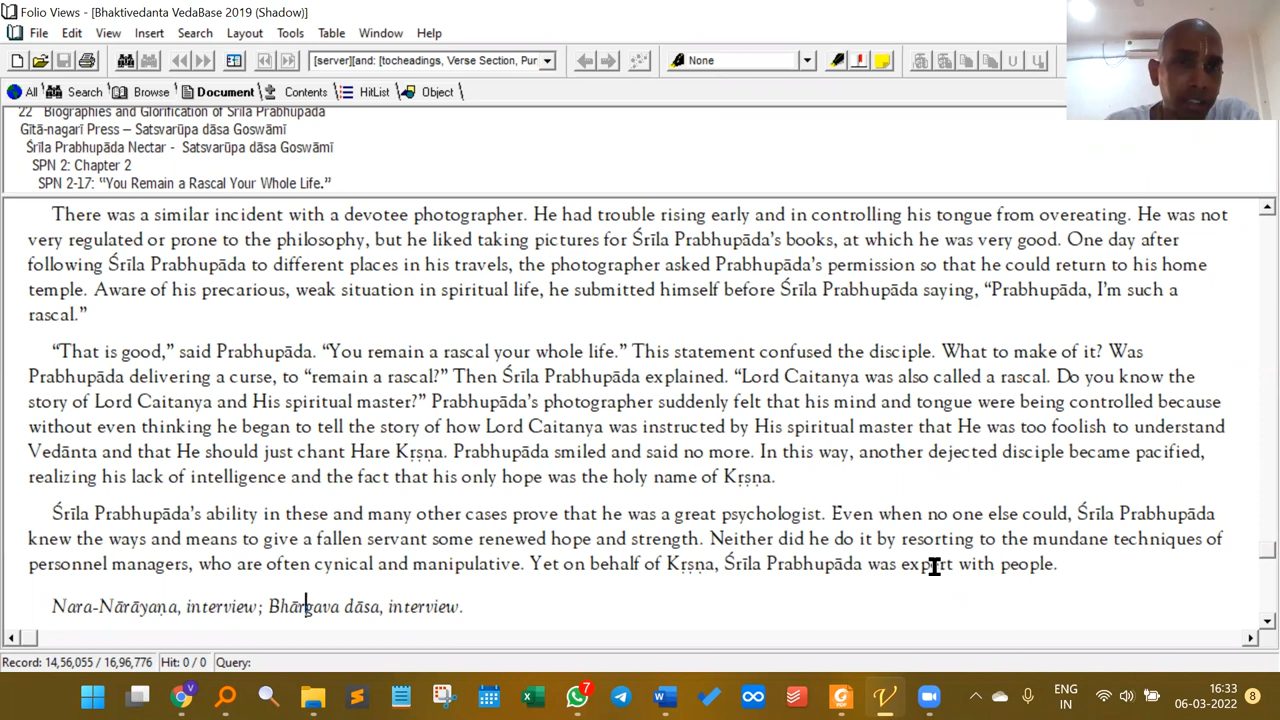 Folio Views - [Bhaktivedanta VedaBase 2019 (Shadow)]
File Edit View Insert Search Layout Tools Table Window Help
[server][and: [tocheadings, Verse Section, Pur None
All Search Browse Document Contents HitList Object
22 Biographies and Glorification of Śrīla Prabhupāda
Gītā-nagarī Press – Satsvarūpa dāsa Goswāmī
Śrīla Prabhupāda Nectar - Satsvarūpa dāsa Goswāmī
SPN 2: Chapter 2
SPN 2-17: “You Remain a Rascal Your Whole Life.”
There was a similar incident with a devotee photographer. He had trouble rising early and in controlling his tongue from overeating. He was not
very regulated or prone to the philosophy, but he liked taking pictures for Śrīla Prabhupāda’s books, at which he was very good. One day after
following Śrīla Prabhupāda to different places in his travels, the photographer asked Prabhupāda’s permission so that he could return to his home
temple. Aware of his precarious, weak situation in spiritual life, he submitted himself before Śrīla Prabhupāda saying, “Prabhupāda, I’m such a
rascal.”
“That is good,” said Prabhupāda. “You remain a rascal your whole life.” This statement confused the disciple. What to make of it? Was
Prabhupāda delivering a curse, to “remain a rascal?” Then Śrīla Prabhupāda explained. “Lord Caitanya was also called a rascal. Do you know the
story of Lord Caitanya and His spiritual master?” Prabhupāda’s photographer suddenly felt that his mind and tongue were being controlled because
without even thinking he began to tell the story of how Lord Caitanya was instructed by His spiritual master that He was too foolish to understand
Vedānta and that He should just chant Hare Kṛṣṇa. Prabhupāda smiled and said no more. In this way, another dejected disciple became pacified,
realizing his lack of intelligence and the fact that his only hope was the holy name of Kṛṣṇa.
Śrīla Prabhupāda’s ability in these and many other cases prove that he was a great psychologist. Even when no one else could, Śrīla Prabhupāda
knew the ways and means to give a fallen servant some renewed hope and strength. Neither did he do it by resorting to the mundane techniques of
personnel managers, who are often cynical and manipulative. Yet on behalf of Kṛṣṇa, Śrīla Prabhupāda was expert with people.
Nara-Nārāyaṇa, interview; Bhārgava dāsa, interview.
Record: 14,56,055 / 16,96,776 Hit: 0 / 0 Query:
7
ENG
IN
16:33
06-03-2022
8